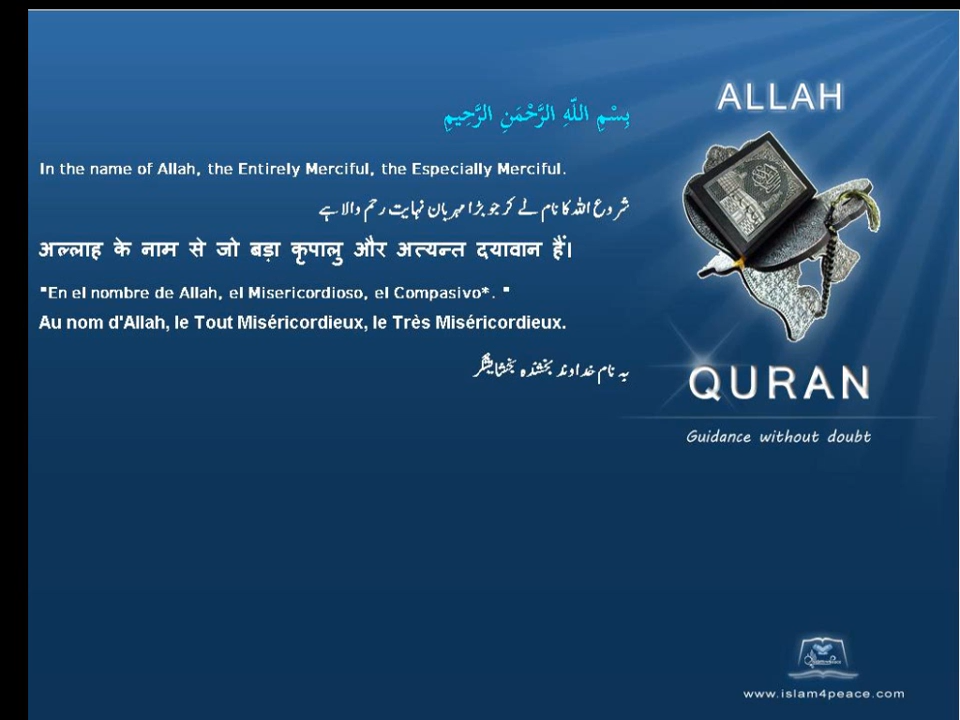 بِسْمِ اللّهِ الرَّحْمَنِ الرَّحِيمِ
In the name of Allah, the Entirely Merciful, the Especially Merciful.
شروع الله کا نام لے کر جو بڑا مہربان نہایت رحم والا ہے
अल्लाह के नाम से जो बड़ा कृपालु और अत्यन्त दयावान हैं।
"En el nombre de Allah, el Misericordioso, el Compasivo*. "
Au nom d'Allah, le Tout Miséricordieux, le Très Miséricordieux.
به نام خداوند بخشنده بخشایشگر
ALLAH
QURAN
Guidance without doubt
www.islam4peace.com